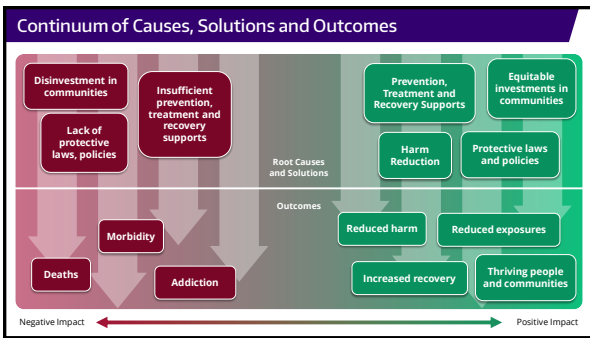 Continuum of Causes, Solutions and Outcomes
Disinvestment in
communities
Lack of
protective
laws, policies
Insufficient
prevention,
treatment and
recovery
supports
Prevention,
Treatment and
Recovery Supports
Equitable
investments in
communities
Harm
Reduction
Protective laws
and policies
Root Causes
and Solutions
Outcomes
Morbidity
Deaths
Addiction
Reduced harm
Reduced exposures
Increased recovery
Thriving people
and communities
Negative Impact
Positive Impact